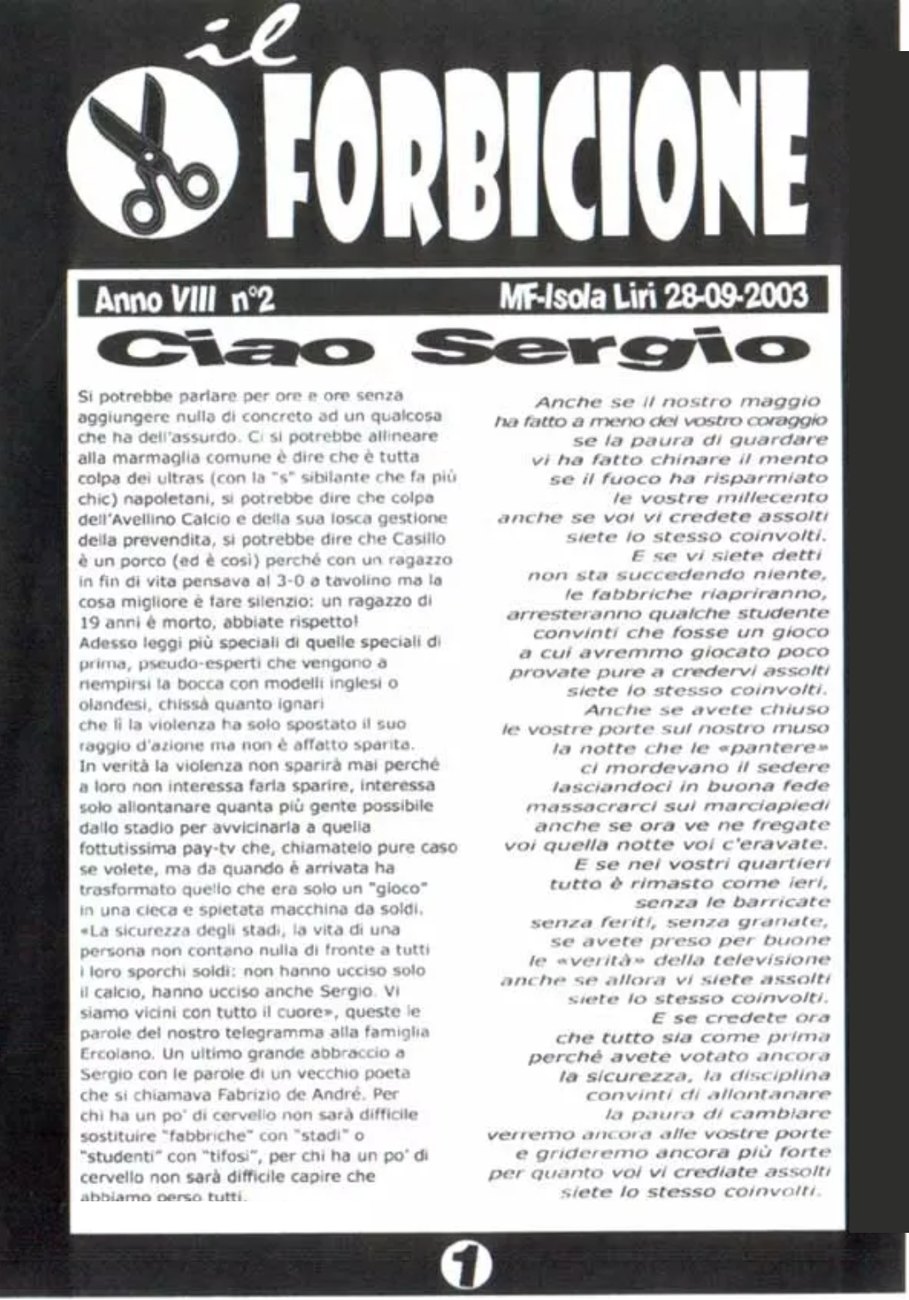 il
FORBICIONE
Anno VIII n°2
MF-Isola Liri 28-09-2003
Ciao Sergio
Si potrebbe parlare per ore e ore senza
aggiungere nulla di concreto ad un qualcosa
che ha dell'assurdo. Ci si potrebbe allineare
alla marmaglia comune è dire che è tutta
colpa dei ultras (con la "s" sibilante che fa più
chic) napoletani, si potrebbe dire che colpa
dell'Avellino Calcio e della sua losca gestione
della prevendita, si potrebbe dire che Casillo
è un porco (ed è così) perché con un ragazzo
in fin di vita pensava al 3-0 a tavolino ma la
cosa migliore è fare silenzio: un ragazzo di
19 anni è morto, abbiate rispetto!
Adesso leggi più speciali di quelle speciali di
prima, pseudo-esperti che vengono a
riempirsi la bocca con modelli inglesi o
olandesi, chissà quanto ignari
che lì la violenza ha solo spostato il suo
raggio d'azione ma non è affatto sparita.
In verità la violenza non sparirà mai perché
a loro non interessa farla sparire, interessa
solo allontanare quanta più gente possibile
dallo stadio per avvicinarla a quella
fottutissima pay-tv che, chiamatelo pure caso
se volete, ma da quando è arrivata ha
trasformato quello che era solo un "gioco"
in una cieca e spietata macchina da soldi.
«La sicurezza degli stadi, la vita di una
persona non contano nulla di fronte a tutti
i loro sporchi soldi: non hanno ucciso solo
il calcio, hanno ucciso anche Sergio. Vi
siamo vicini con tutto il cuore», queste le
parole del nostro telegramma alla famiglia
Ercolano. Un ultimo grande abbraccio a
Sergio con le parole di un vecchio poeta
che si chiamava Fabrizio de André. Per
chi ha un po' di cervello non sarà difficile
sostituire "fabbriche" con "stadi" o
"studenti" con "tifosi", per chi ha un po' di
cervello non sarà difficile capire che
abbiamo perso tutti.
Anche se il nostro maggio
ha fatto a meno del vostro coraggio
se la paura di guardare
vi ha fatto chinare il mento
se il fuoco ha risparmiato
le vostre millecento
anche se voi vi credete assolti
siete lo stesso coinvolti.
E se vi siete detti
non sta succedendo niente,
le fabbriche riapriranno,
arresteranno qualche studente
convinti che fosse un gioco
a cui avremmo giocato poco
provate pure a credervi assolti
siete lo stesso coinvolti.
Anche se avete chiuso
le vostre porte sul nostro muso
la notte che le «pantere»
ci mordevano il sedere
lasciandoci in buona fede
massacrarci sui marciapiedi
anche se ora ve ne fregate
voi quella notte voi c'eravate.
E se nei vostri quartieri
tutto è rimasto come ieri,
senza le barricate
senza feriti, senza granate,
se avete preso per buone
le «verità» della televisione
anche se allora vi siete assolti
siete lo stesso coinvolti.
E se credete ora
che tutto sia come prima
perché avete votato ancora
la sicurezza, la disciplina
convinti di allontanare
la paura di cambiare
verremo ancora alle vostre porte
e grideremo ancora più forte
per quanto voi vi crediate assolti
siete lo stesso coinvolti.
1